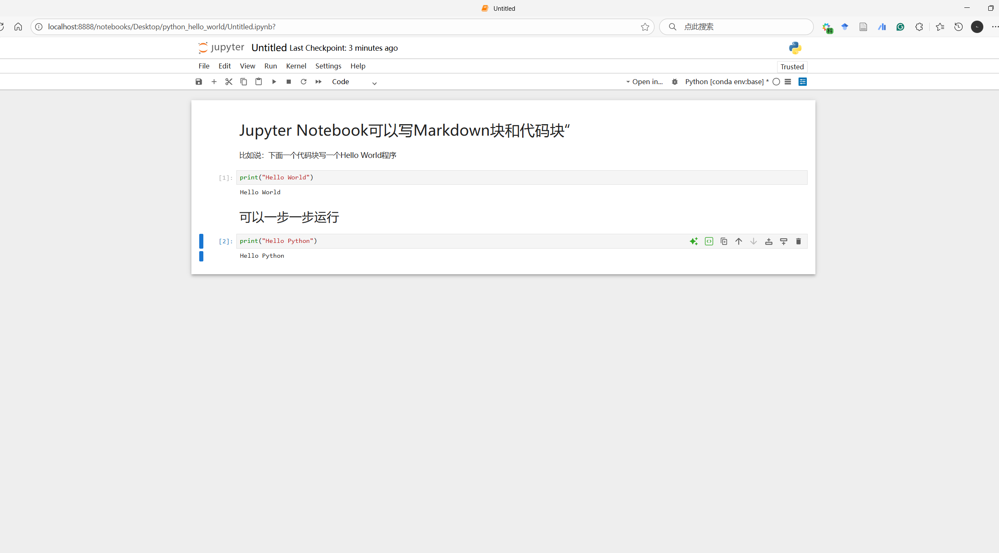 Untitled
localhost:8888/notebooks/Desktop/python_hello_world/Untitled.ipynb?
点此搜索
科
jupyter Untitled Last Checkpoint: 3 minutes ago
File Edit View Run Kernel Settings Help
Trusted
Code
Open in...
Python [conda env:base] *
Jupyter Notebook可以写Markdown块和代码块“
比如说：下面一个代码块写一个Hello World程序
[1]: print("Hello World")
Hello World
可以一步一步运行
[2]: print("Hello Python")
Hello Python